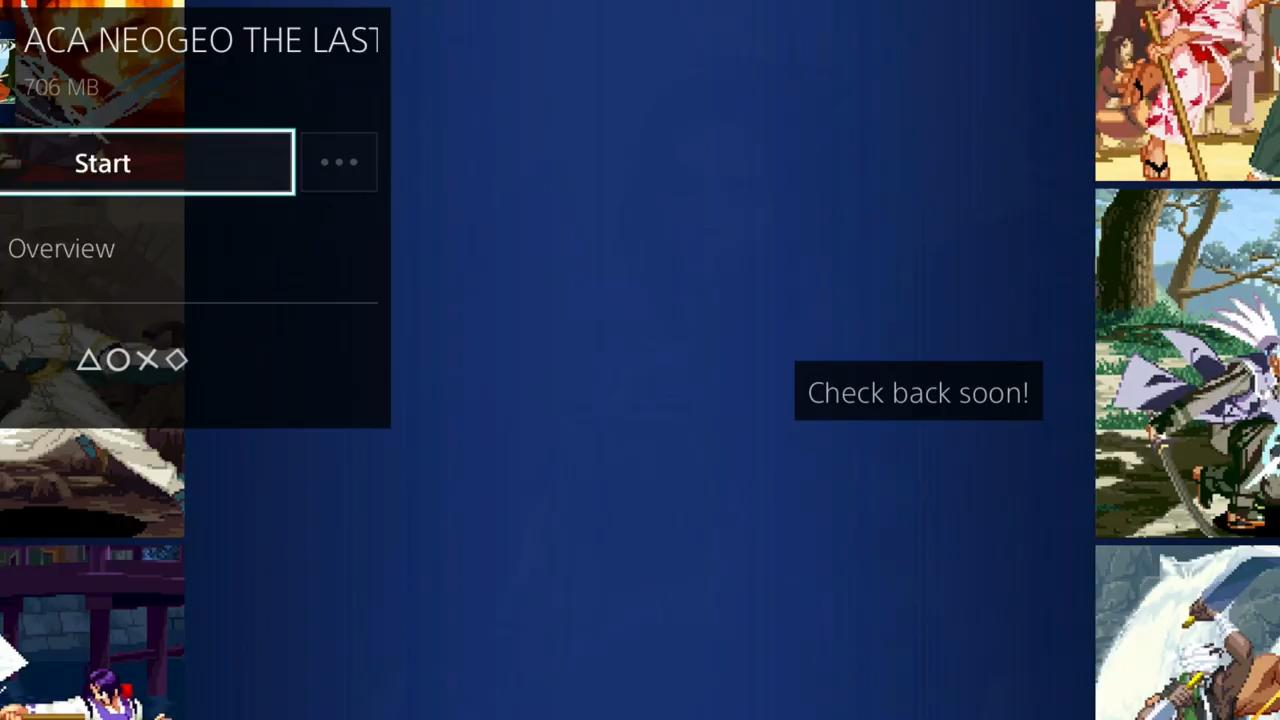 ACA NEOGEO THE LAST
706 MB
Start
Overview
Check back soon!